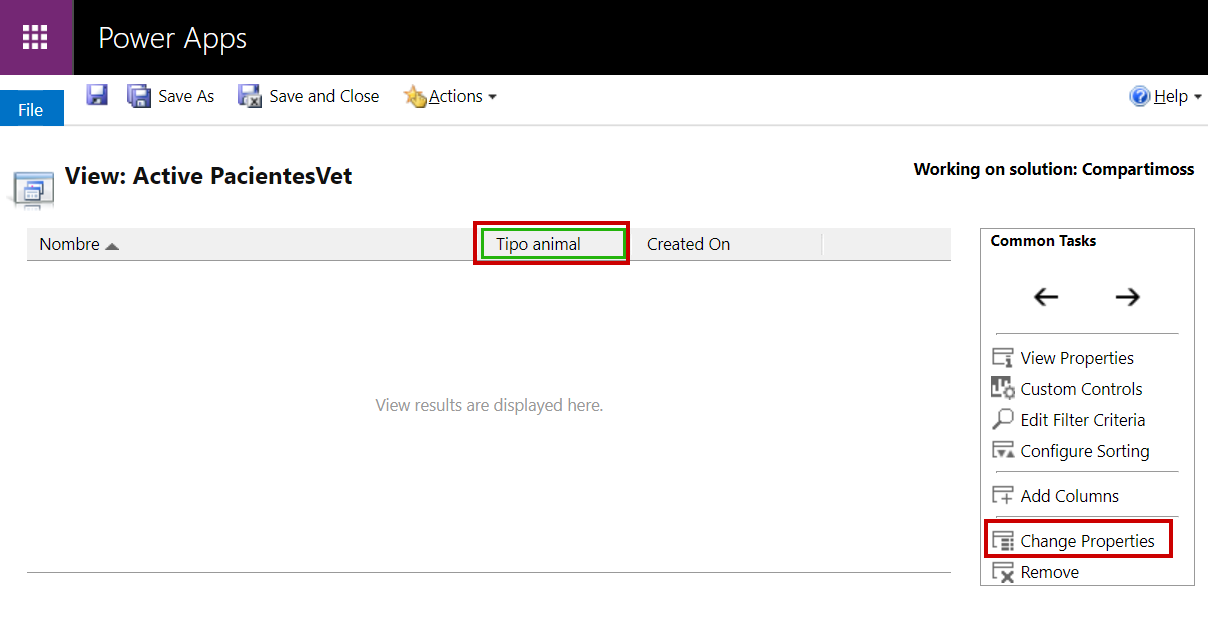 Power Apps
File
Save As
Save and Close
Actions
Help
View: Active PacientesVet
Working on solution: Compartimoss
Nombre
Tipo animal
Created On
View results are displayed here.
Common Tasks
View Properties
Custom Controls
Edit Filter Criteria
Configure Sorting
Add Columns
Change Properties
Remove